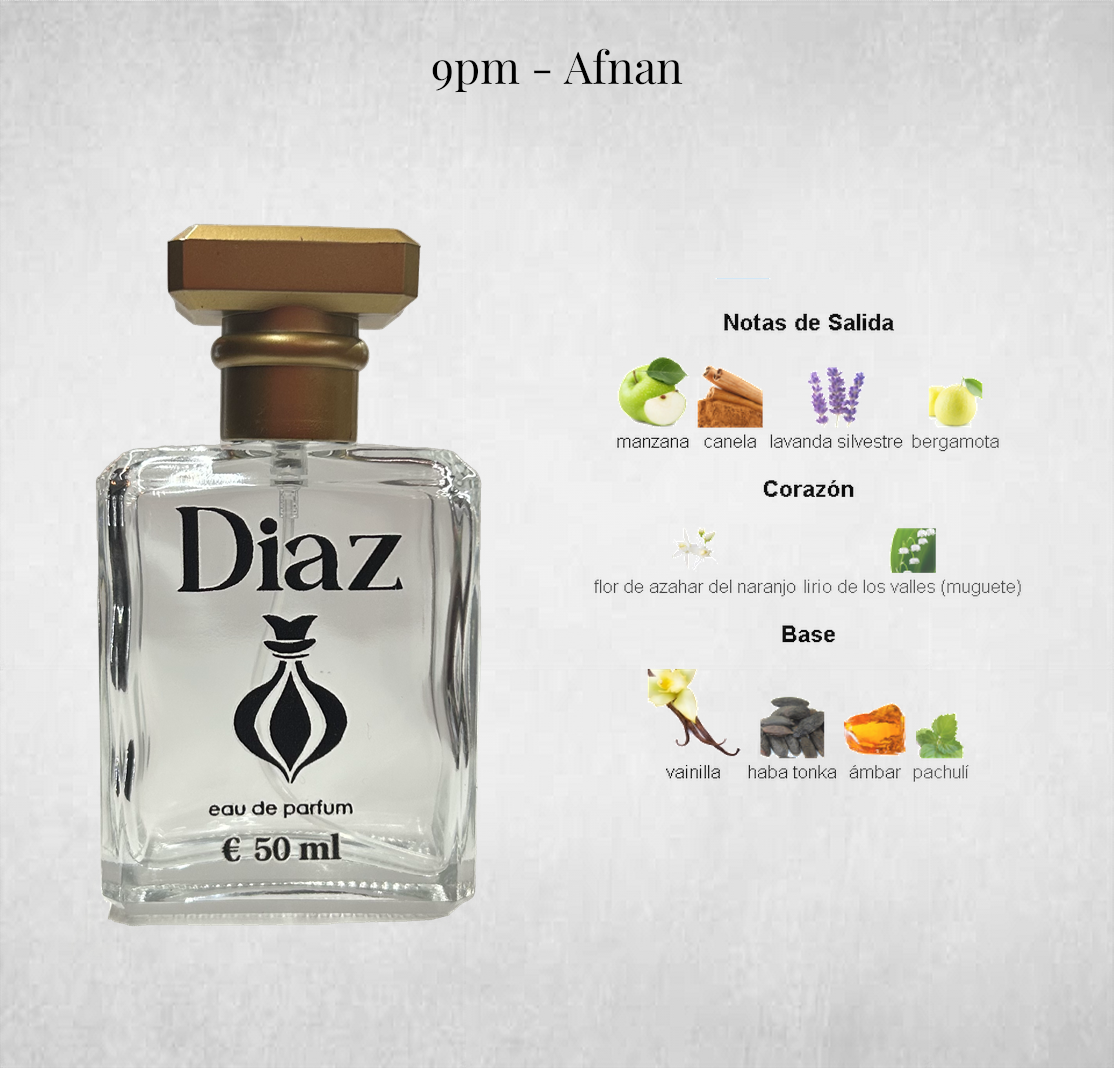 9pm - Afnan
Diaz
eau de parfum
€ 50 ml
Notas de Salida
manzana canela lavanda silvestre bergamota
Corazón
flor de azahar del naranjo lirio de los valles (muguete)
Base
vainilla haba tonka ámbar pachulí